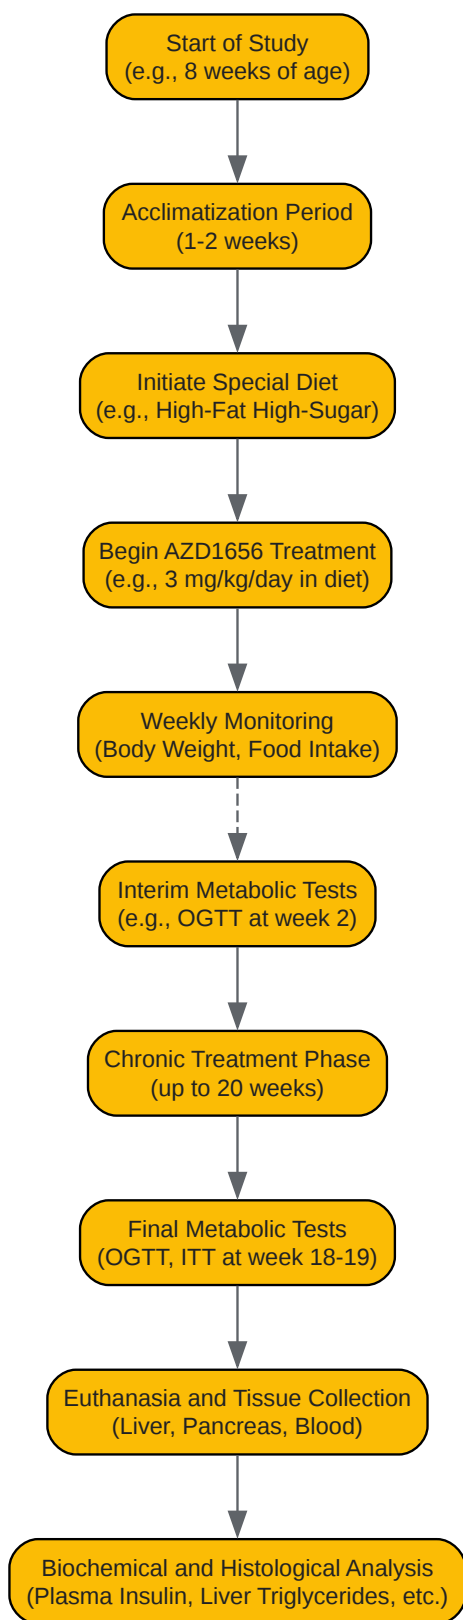 Start of Study
(e.g., 8 weeks of age)
Acclimatization Period
(1-2 weeks)
Initiate Special Diet
(e.g., High-Fat High-Sugar)
Begin AZD1656 Treatment
(e.g., 3 mg/kg/day in diet)
Weekly Monitoring
(Body Weight, Food Intake)
Interim Metabolic Tests
(e.g., OGTT at week 2)
Chronic Treatment Phase
(up to 20 weeks)
Final Metabolic Tests
(OGTT, ITT at week 18-19)
Euthanasia and Tissue Collection
(Liver, Pancreas, Blood)
Biochemical and Histological Analysis
(Plasma Insulin, Liver Triglycerides, etc.)